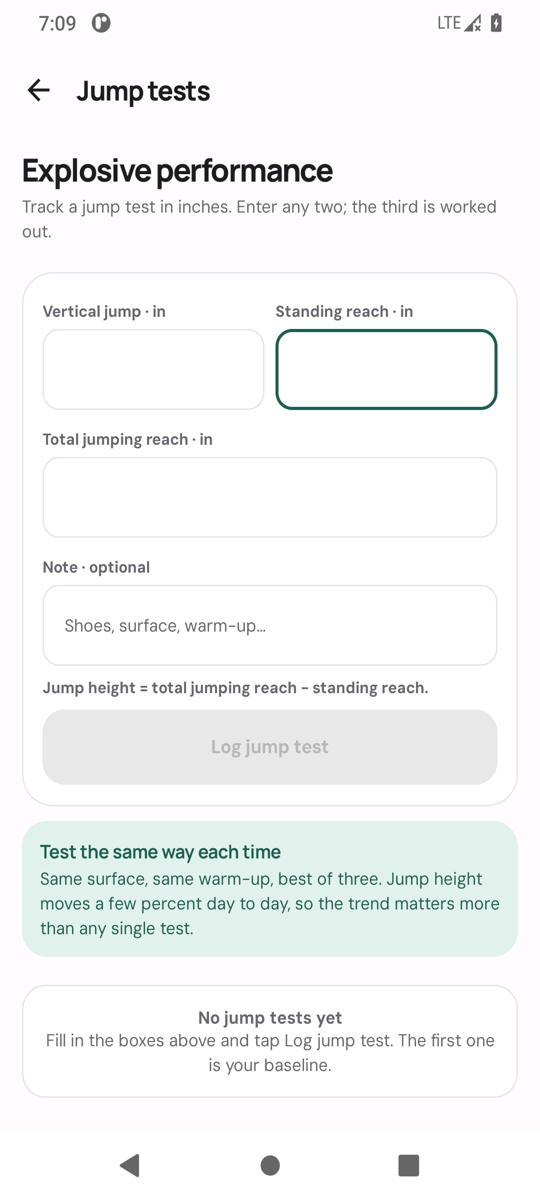 7:09
LTE
Jump tests
Explosive performance
Track a jump test in inches. Enter any two; the third is worked
out.
Vertical jump · in
Standing reach · in
Total jumping reach · in
Note · optional
Shoes, surface, warm-up…
Jump height = total jumping reach − standing reach.
Log jump test
Test the same way each time
Same surface, same warm-up, best of three. Jump height
moves a few percent day to day, so the trend matters more
than any single test.
No jump tests yet
Fill in the boxes above and tap Log jump test. The first one
is your baseline.